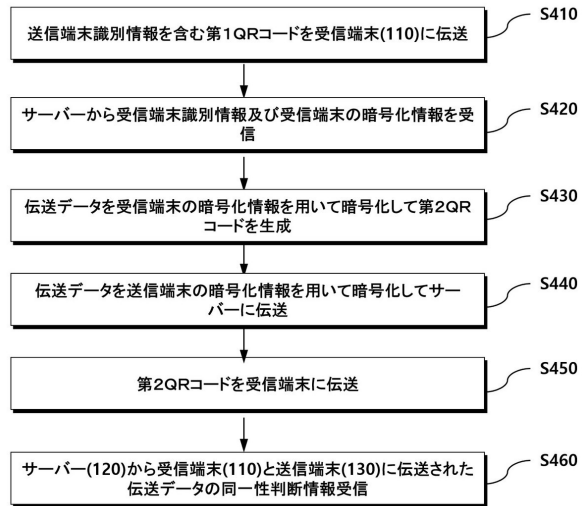 送信端末識別情報を含む第1QRコードを受信端末(110)に伝送
S410
サーバーから受信端末識別情報及び受信端末の暗号化情報を受
信
S420
伝送データを受信端末の暗号化情報を用いて暗号化して第2QR
コードを生成
S430
伝送データを送信端末の暗号化情報を用いて暗号化してサー
バーに伝送
S440
第2QRコードを受信端末に伝送
S450
サーバー(120)から受信端末(110)と送信端末(130)に伝送された
伝送データの同一性判断情報受信
S460